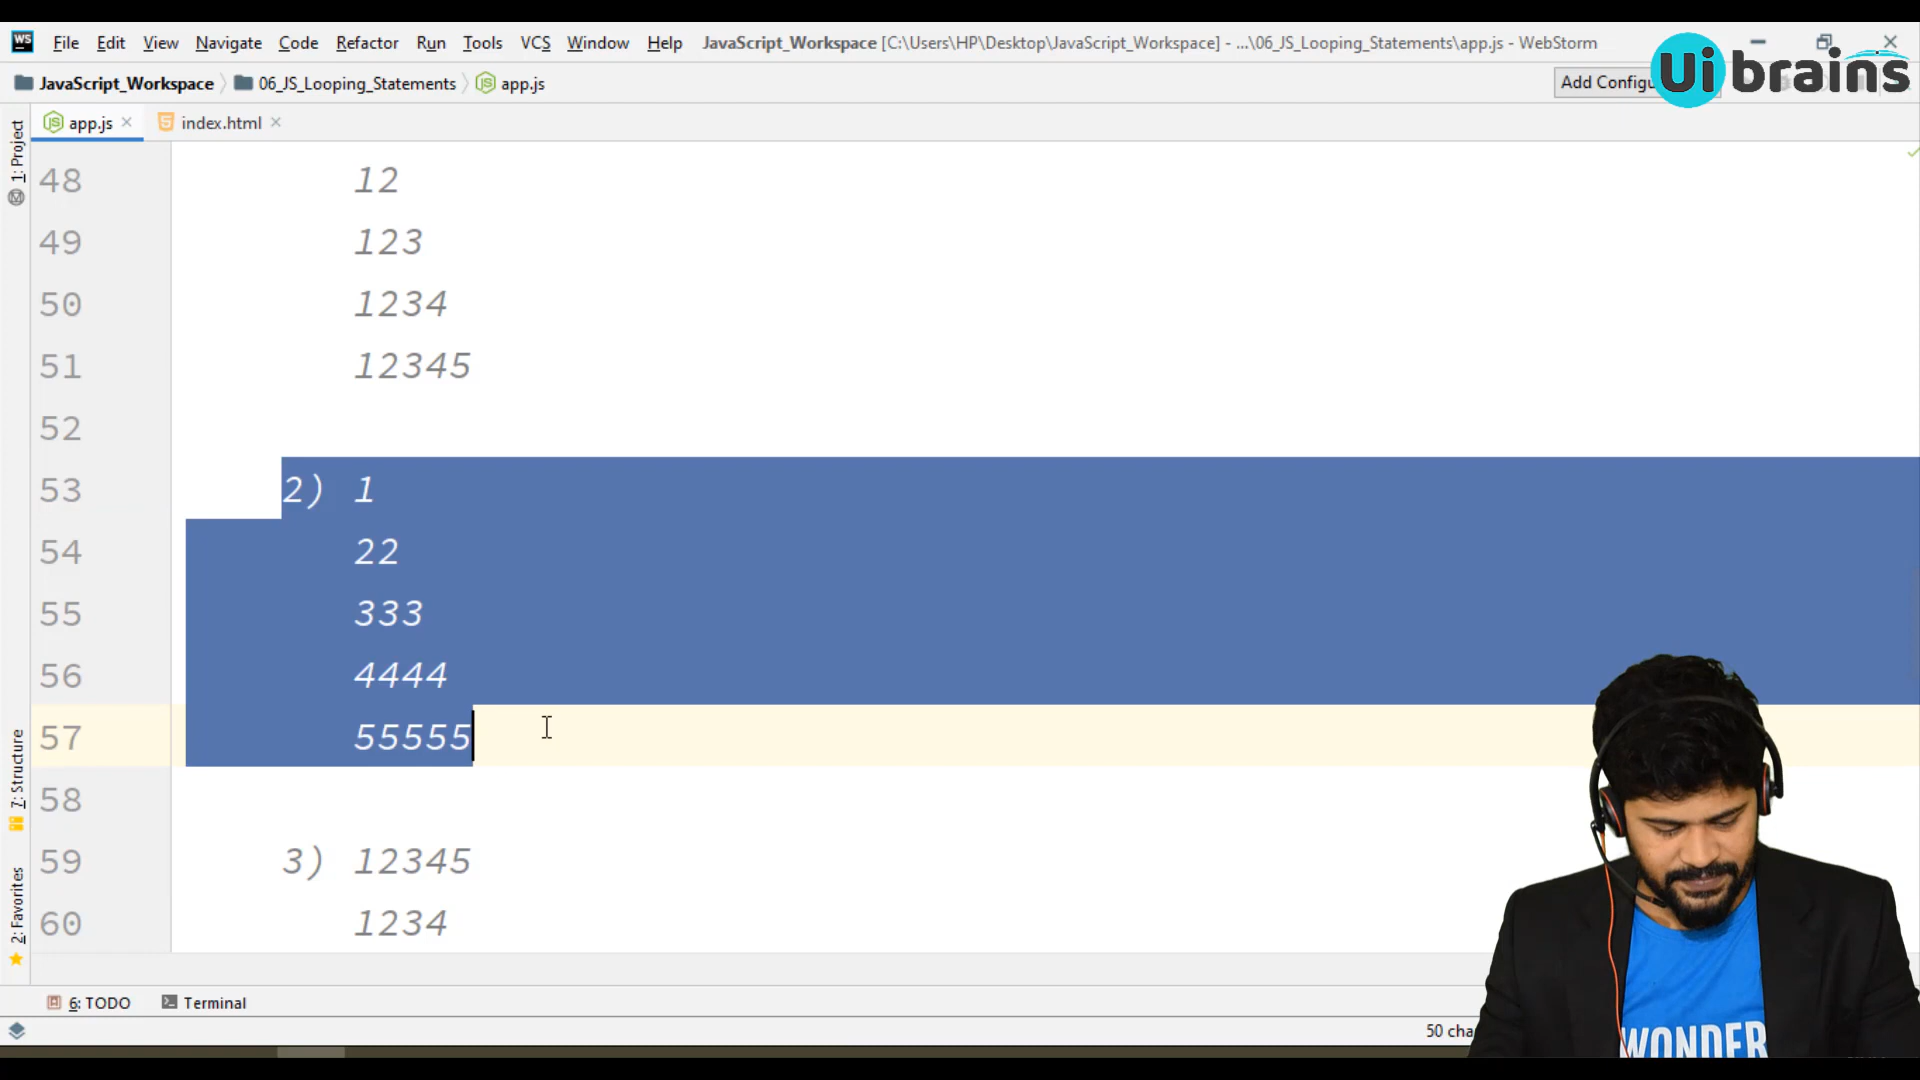 File Edit View Navigate Code Refactor Run Tools VCS Window Help JavaScript_Workspace [C:\Users\HP\Desktop\JavaScript_Workspace] - ...\06_JS_Looping_Statements\app.js - WebStorm
Ui brains
JavaScript_Workspace 06_JS_Looping_Statements app.js
Add Configu
app.js index.html
1: Project
48 12
49 123
50 1234
51 12345
52
53 2) 1
54 22
55 333
56 4444
57 55555
58
59 3) 12345
60 1234
7: Structure
2: Favorites
6: TODO Terminal
50 cha
WONDER